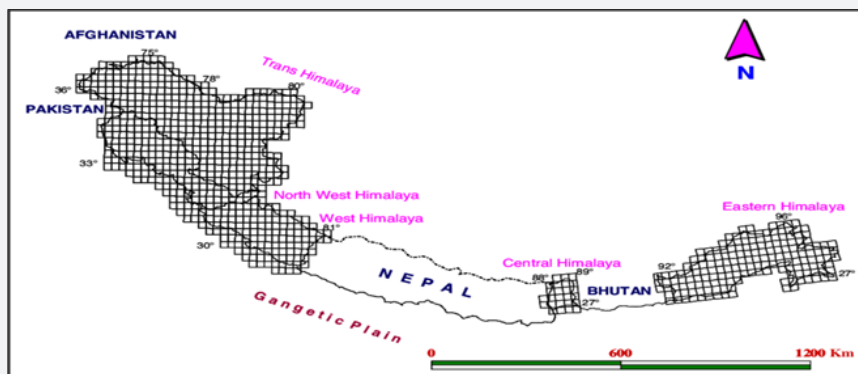 AFGHANISTAN
75°
Trans Himalaya
N
78°
80°
36°
PAKISTAN
33°
North West Himalaya
West Himalaya
81°
30°
Eastern Himalaya
96°
Central Himalaya
88°
89°
92°
27°
NEPAL
BHUTAN
27°
Gangetic Plain
0
600
1200 Km